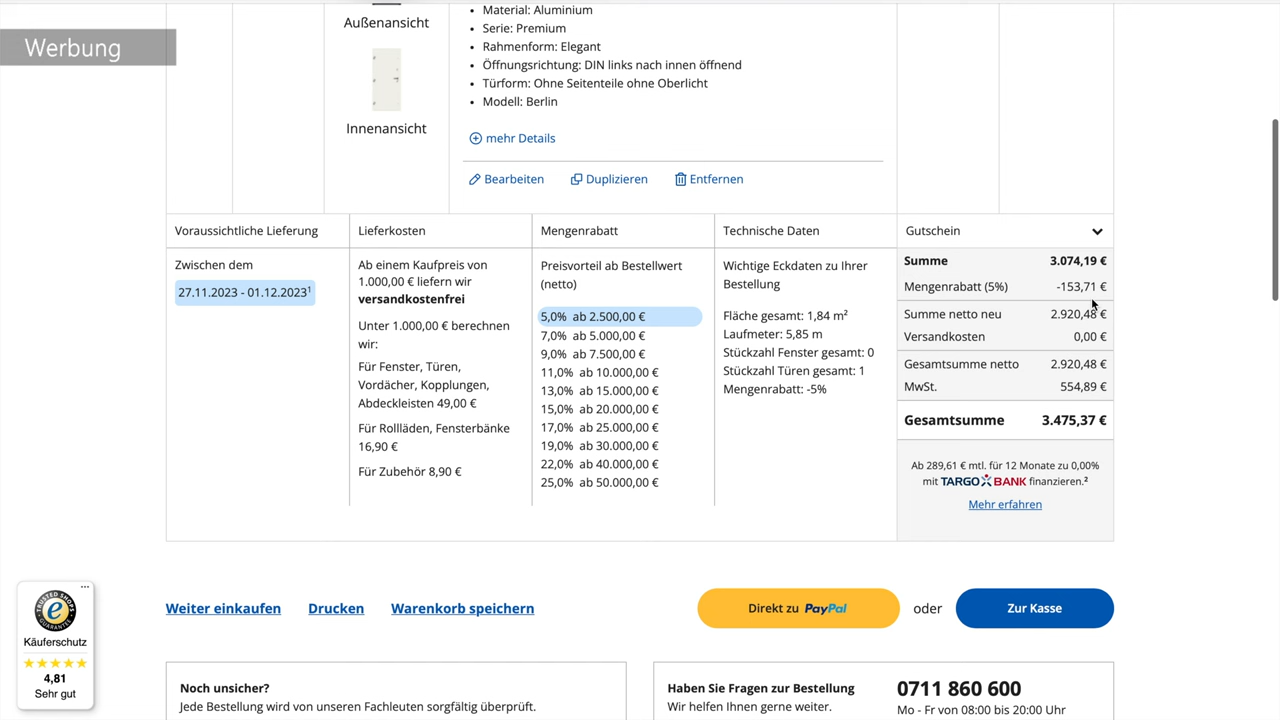 Werbung
Außenansicht
Innenansicht
• Material: Aluminium
• Serie: Premium
• Rahmenform: Elegant
• Öffnungsrichtung: DIN links nach innen öffnend
• Türform: Ohne Seitenteile ohne Oberlicht
• Modell: Berlin
mehr Details
Bearbeiten Duplizieren Entfernen
Voraussichtliche Lieferung
Zwischen dem
27.11.2023 - 01.12.2023¹
Lieferkosten
Ab einem Kaufpreis von
1.000,00 € liefern wir
versandkostenfrei
Unter 1.000,00 € berechnen
wir:
Für Fenster, Türen,
Vordächer, Kopplungen,
Abdeckleisten 49,00 €
Für Rollläden, Fensterbänke
16,90 €
Für Zubehör 8,90 €
Mengenrabatt
Preisvorteil ab Bestellwert
(netto)
5,0% ab 2.500,00 €
7,0% ab 5.000,00 €
9,0% ab 7.500,00 €
11,0% ab 10.000,00 €
13,0% ab 15.000,00 €
15,0% ab 20.000,00 €
17,0% ab 25.000,00 €
19,0% ab 30.000,00 €
22,0% ab 40.000,00 €
25,0% ab 50.000,00 €
Technische Daten
Wichtige Eckdaten zu Ihrer
Bestellung
Fläche gesamt: 1,84 m²
Laufmeter: 5,85 m
Stückzahl Fenster gesamt: 0
Stückzahl Türen gesamt: 1
Mengenrabatt: -5%
Gutschein
Summe 3.074,19 €
Mengenrabatt (5%) -153,71 €
Summe netto neu 2.920,48 €
Versandkosten 0,00 €
Gesamtsumme netto 2.920,48 €
MwSt. 554,89 €
Gesamtsumme 3.475,37 €
Ab 289,61 € mtl. für 12 Monate zu 0,00%
mit TARGO BANK finanzieren.²
Mehr erfahren
Weiter einkaufen Drucken Warenkorb speichern
Direkt zu PayPal oder Zur Kasse
TRUSTED SHOPS
GUARANTEE
Käuferschutz
4,81
Sehr gut
Noch unsicher?
Jede Bestellung wird von unseren Fachleuten sorgfältig überprüft.
Haben Sie Fragen zur Bestellung
Wir helfen Ihnen gerne weiter.
0711 860 600
Mo - Fr von 08:00 bis 20:00 Uhr